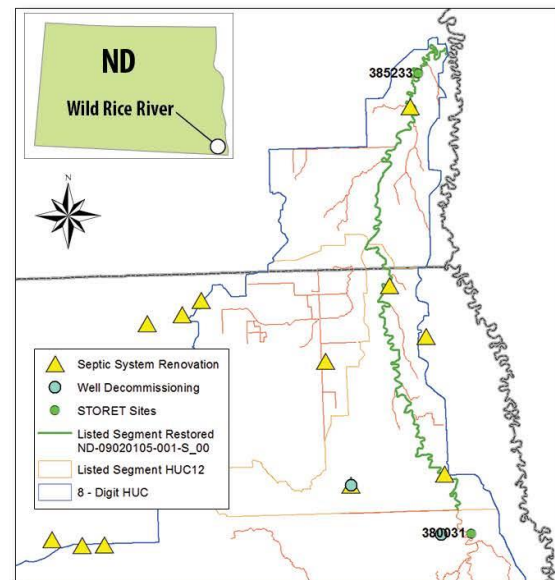 ND
Wild Rice River
N
385233
Septic System Renovation
Well Decommissioning
STORET Sites
Listed Segment Restored
ND-09020105-001-S_00
Listed Segment HUC12
8 - Digit HUC
380031